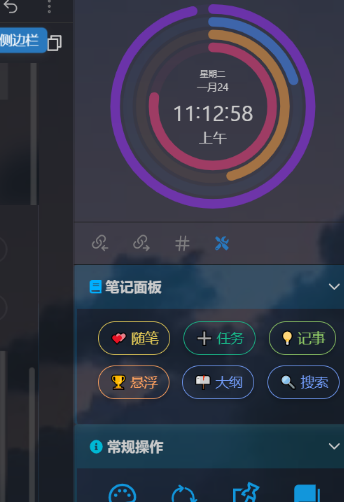 侧边栏
星期二
一月24
11:12:58
上午
#
笔记面板
随笔
任务
记事
悬浮
大纲
搜索
常规操作